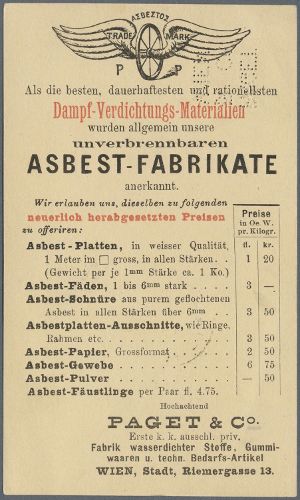 ΑΣΒΕΣΤΟΣ
TRADE MARK
P P
Als die besten, dauerhaftesten und rationellsten
Dampf-Verdichtungs-Materialien
wurden allgemein unsere
unverbrennbaren
ASBEST-FABRIKATE
anerkannt.
Wir erlauben uns, dieselben zu folgenden
neuerlich herabgesetzten Preisen
zu offeriren:
Preise
in Oe W.
pr. Kilogr.
fl. kr.
Asbest-Platten, in weisser Qualität,
1 Meter im □ gross, in allen Stärken . . 1 20
(Gewicht per je 1mm Stärke ca. 1 Ko.)
Asbest-Fäden, 1 bis 6mm stark . . . 3 —
Asbest-Schnüre aus purem geflochtenen
Asbest in allen Stärken über 6mm . . 3 50
Asbestplatten-Ausschnitte, wie Ringe,
Rahmen etc. . . . 3 50
Asbest-Papier, Grossformat . . . 2 50
Asbest-Gewebe . . . 6 75
Asbest-Pulver . . . — 50
Asbest-Fäustlinge per Paar fl. 4.75.
Hochachtend
PAGET & Co.
Erste k. k. ausschl. priv.
Fabrik wasserdichter Stoffe, Gummi-
waaren u. techn. Bedarfs-Artikel
WIEN, Stadt, Riemergasse 13.